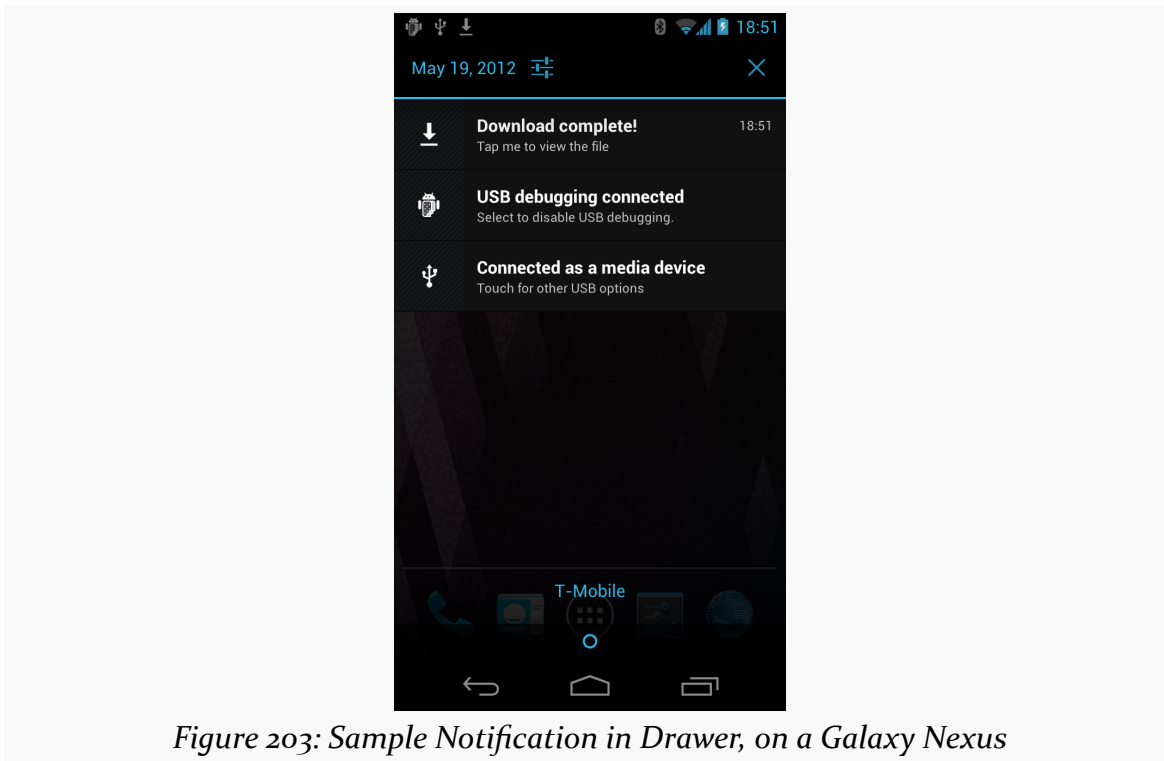 18:51
May 19, 2012
Download complete!
18:51
Tap me to view the file
USB debugging connected
Select to disable USB debugging.
Connected as a media device
Touch for other USB options
T-Mobile
Figure 203: Sample Notification in Drawer, on a Galaxy Nexus